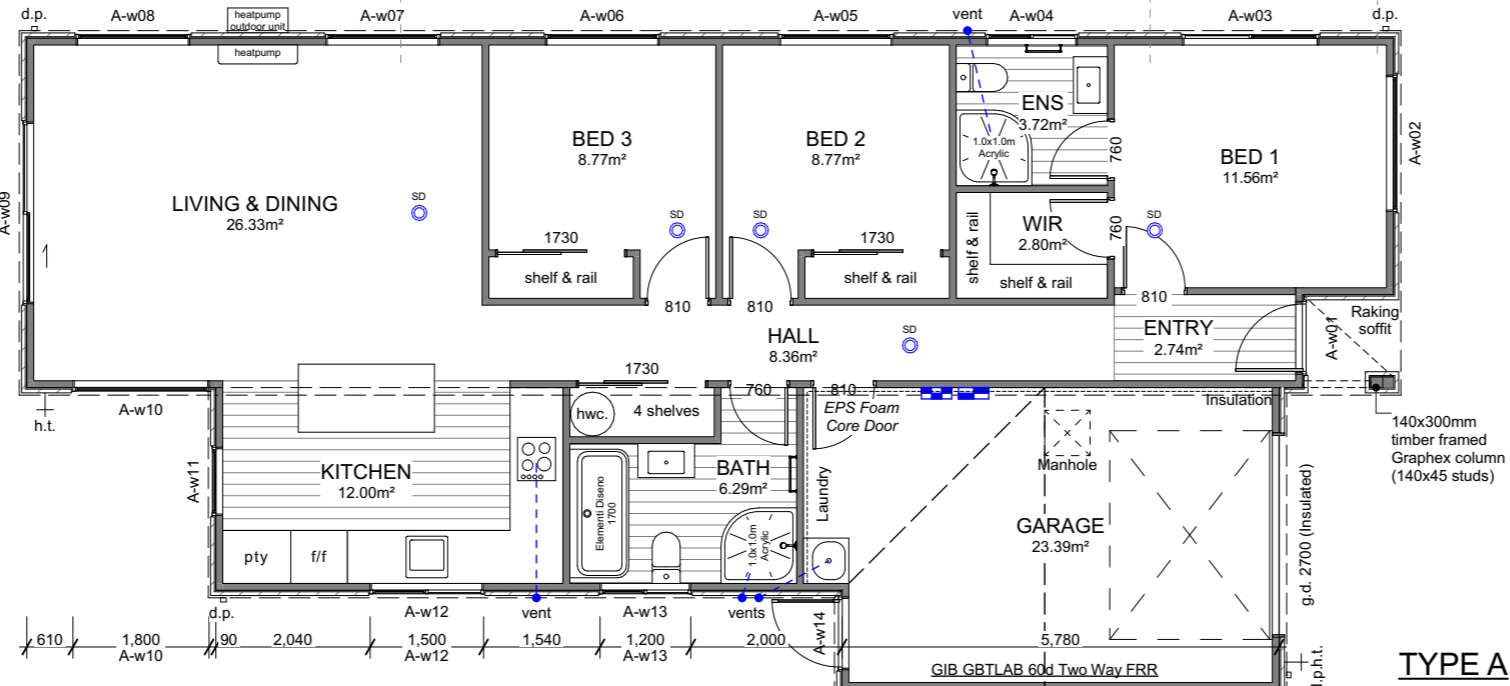 d.p.
A-w08
heatpump
outdoor unit
A-w07
A-w06
A-w05
vent
A-w04
A-w03
d.p.
heatpump
A-w09
LIVING & DINING
26.33m²
SD
BED 3
8.77m²
SD
1730
shelf & rail
810
BED 2
8.77m²
SD
1730
shelf & rail
810
ENS
3.72m²
1.0x1.0m
Acrylic
760
WIR
2.80m²
shelf & rail
shelf & rail
760
BED 1
11.56m²
SD
810
A-w02
HALL
8.36m²
SD
ENTRY
2.74m²
A-w01
Raking
soffit
140x300mm
timber framed
Graphex column
(140x45 studs)
A-w10
h.t.
A-w11
KITCHEN
12.00m²
pty
f/f
1730
hwc.
4 shelves
760
810
EPS Foam
Core Door
BATH
6.29m²
Elementi Diseno
1700
1.0x1.0m
Acrylic
Laundry
Insulation
Manhole
GARAGE
23.39m²
g.d. 2700 (Insulated)
d.p.
A-w12
vent
A-w13
vents
A-w14
610
1,800
90
2,040
1,500
1,540
1,200
2,000
5,780
A-w10
A-w12
A-w13
GIB GBTLAB 60d Two Way FRR
d.p.h.t.
TYPE A